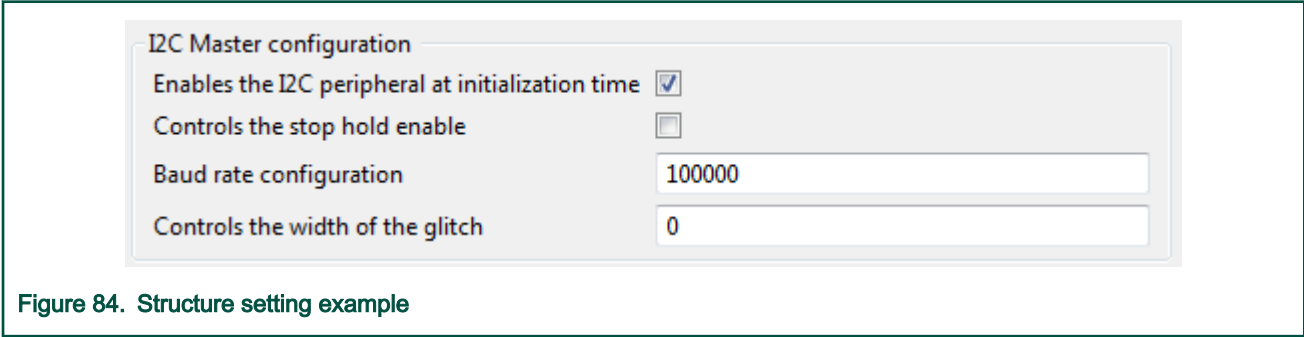 I2C Master configuration
Enables the I2C peripheral at initialization time
Controls the stop hold enable
Baud rate configuration 100000
Controls the width of the glitch 0
Figure 84. Structure setting example